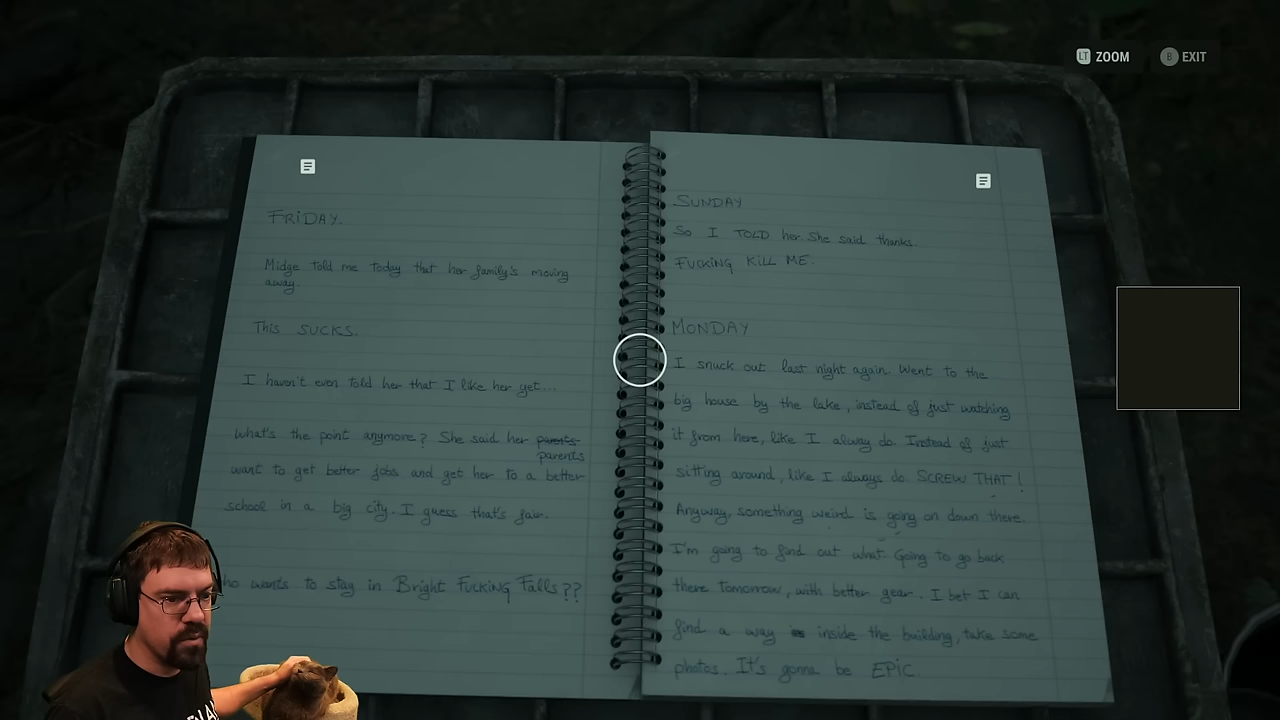 LT ZOOM
B EXIT
FRIDAY.
Midge told me today that her family's moving
away.
This SUCKS.
I haven't even told her that I like her yet...
What's the point anymore? She said her parents
parents
want to get better jobs and get her to a better
school in a big city. I guess that's fair.
ho wants to stay in Bright FUCKING Falls??
SUNDAY
So I TOLD her. She said thanks.
FUCKING KILL ME.
MONDAY
I snuck out last night again. Went to the
big house by the lake, instead of just watching
it from here, like I alway do. Instead of just
sitting around, like I always do. SCREW THAT!
Anyway, something weird is going on down there.
I'm going to find out what. Going to go back
there tomorrow, with better gear. I bet I can
find a way inside the building, take some
photos. It's gonna be EPIC